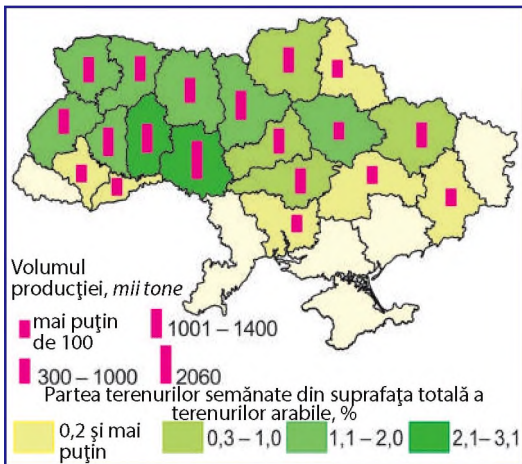 Volumul
producţiei, mii tone
mai puţin
de 100
1001 – 1400
300 – 1000
2060
Partea terenurilor semănate din suprafaţa totală a
terenurilor arabile, %
0,2 şi mai
puţin
0,3 – 1,0
1,1 – 2,0
2,1– 3,1